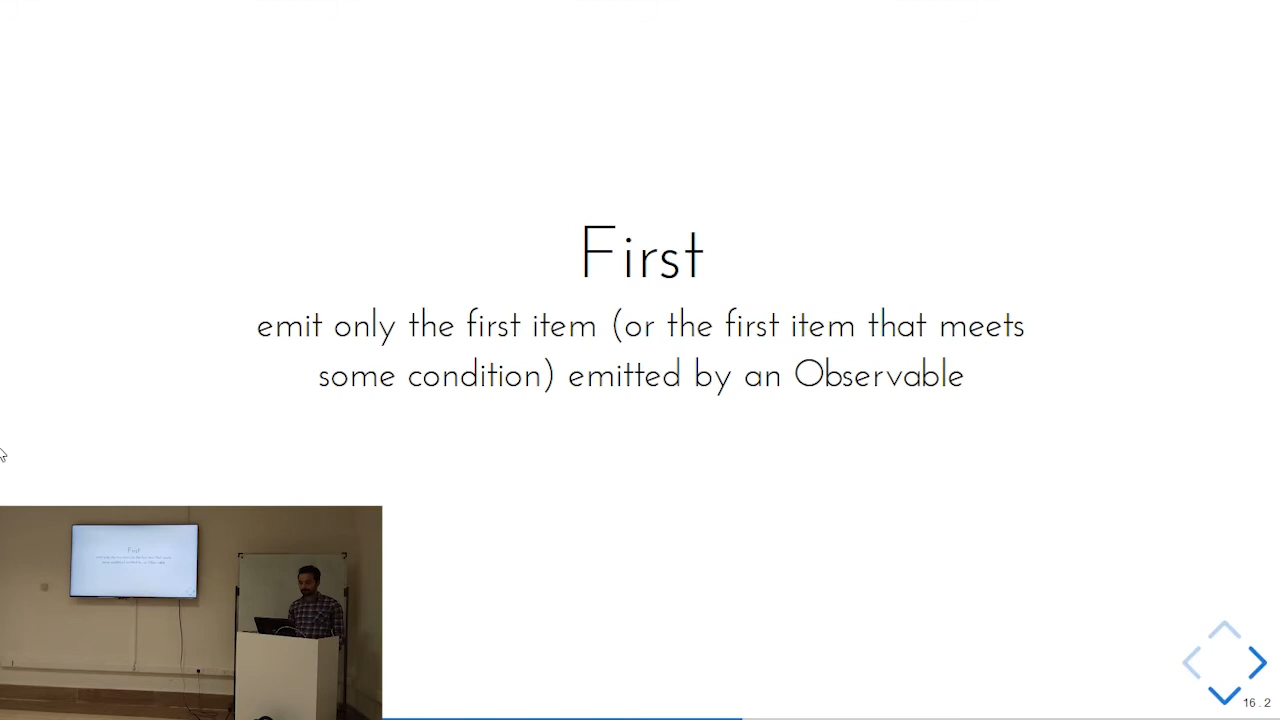 First
emit only the first item (or the first item that meets
some condition) emitted by an Observable
16 . 2